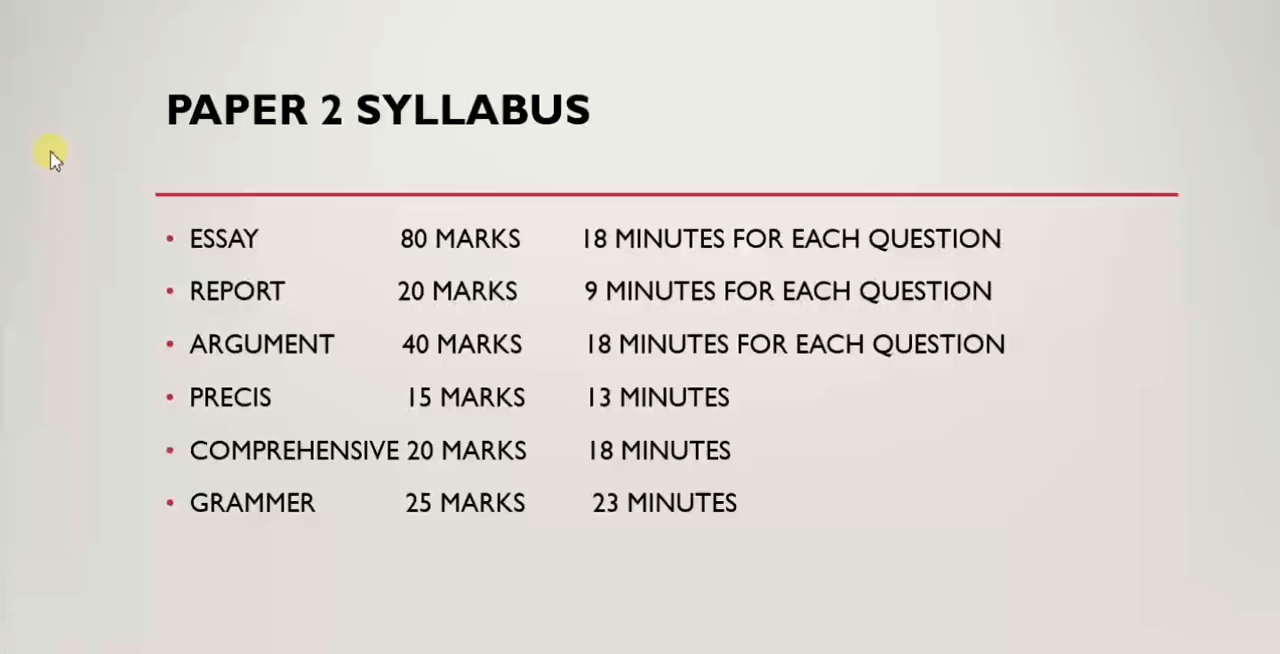 PAPER 2 SYLLABUS
• ESSAY 80 MARKS 18 MINUTES FOR EACH QUESTION
• REPORT 20 MARKS 9 MINUTES FOR EACH QUESTION
• ARGUMENT 40 MARKS 18 MINUTES FOR EACH QUESTION
• PRECIS 15 MARKS 13 MINUTES
• COMPREHENSIVE 20 MARKS 18 MINUTES
• GRAMMER 25 MARKS 23 MINUTES